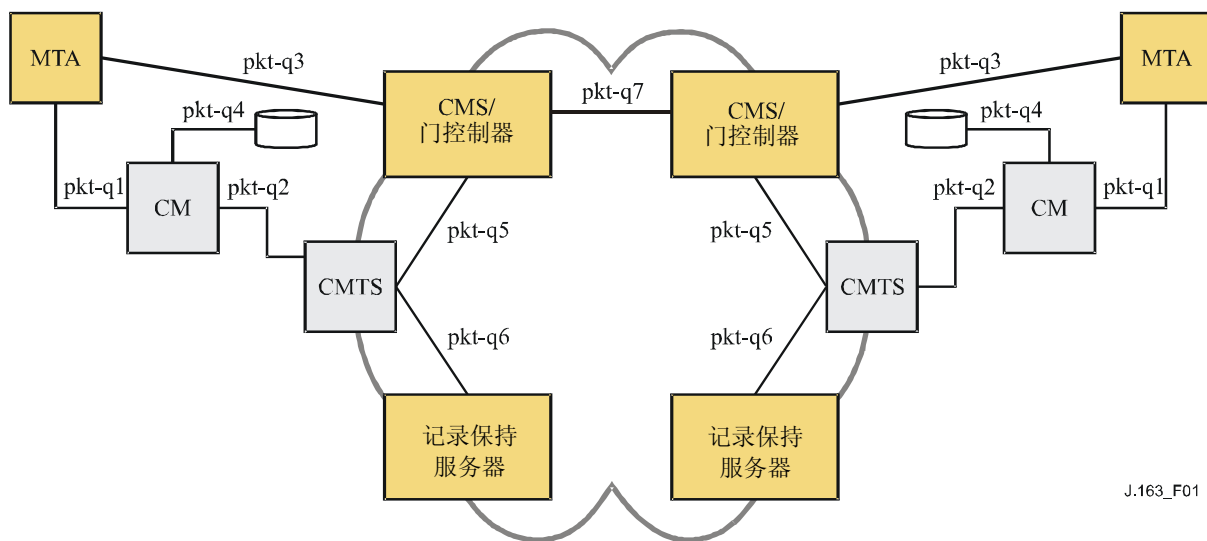 MTA
pkt-q3
CMS/
门控制器
pkt-q7
CMS/
门控制器
pkt-q3
MTA
pkt-q4
pkt-q4
pkt-q1
CM
pkt-q2
pkt-q2
CM
pkt-q1
pkt-q5
pkt-q5
CMTS
CMTS
pkt-q6
pkt-q6
记录保持
服务器
记录保持
服务器
J.163_F01